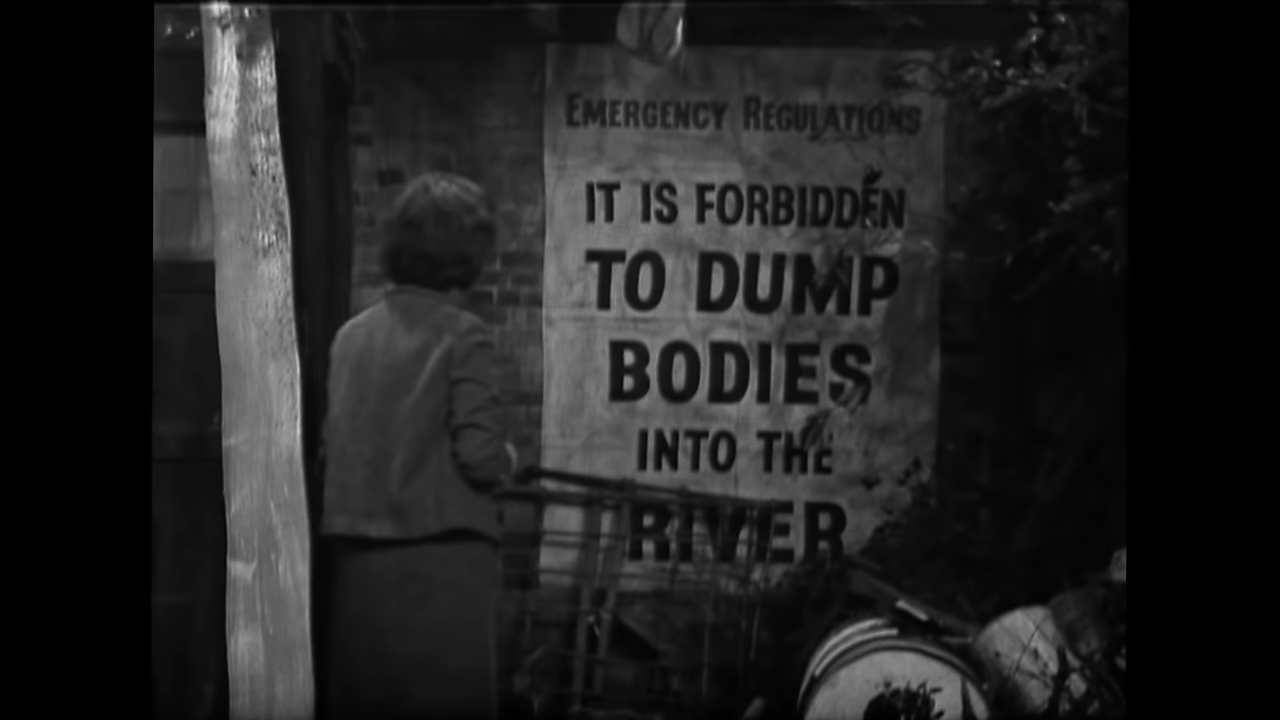 EMERGENCY REGULATIONS
IT IS FORBIDDEN
TO DUMP
BODIES
INTO THE
RIVER